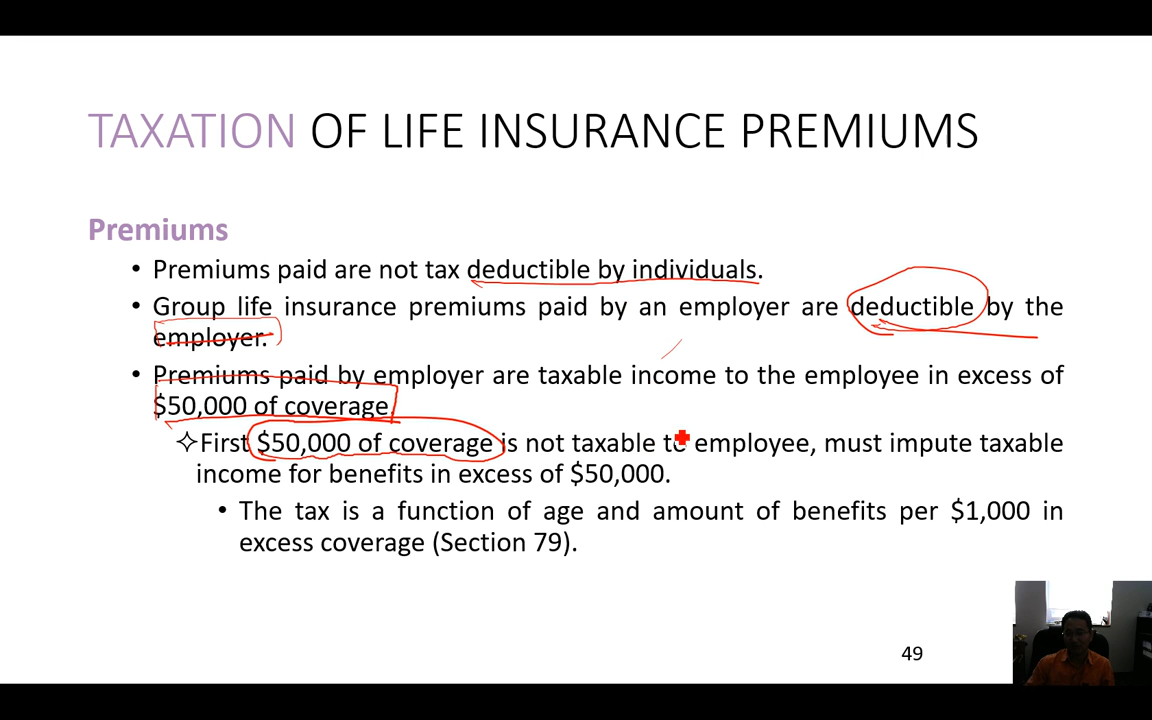 TAXATION OF LIFE INSURANCE PREMIUMS
Premiums
• Premiums paid are not tax deductible by individuals.
• Group life insurance premiums paid by an employer are deductible by the
employer.
• Premiums paid by employer are taxable income to the employee in excess of
$50,000 of coverage.
✧First $50,000 of coverage is not taxable to employee, must impute taxable
income for benefits in excess of $50,000.
• The tax is a function of age and amount of benefits per $1,000 in
excess coverage (Section 79).
49